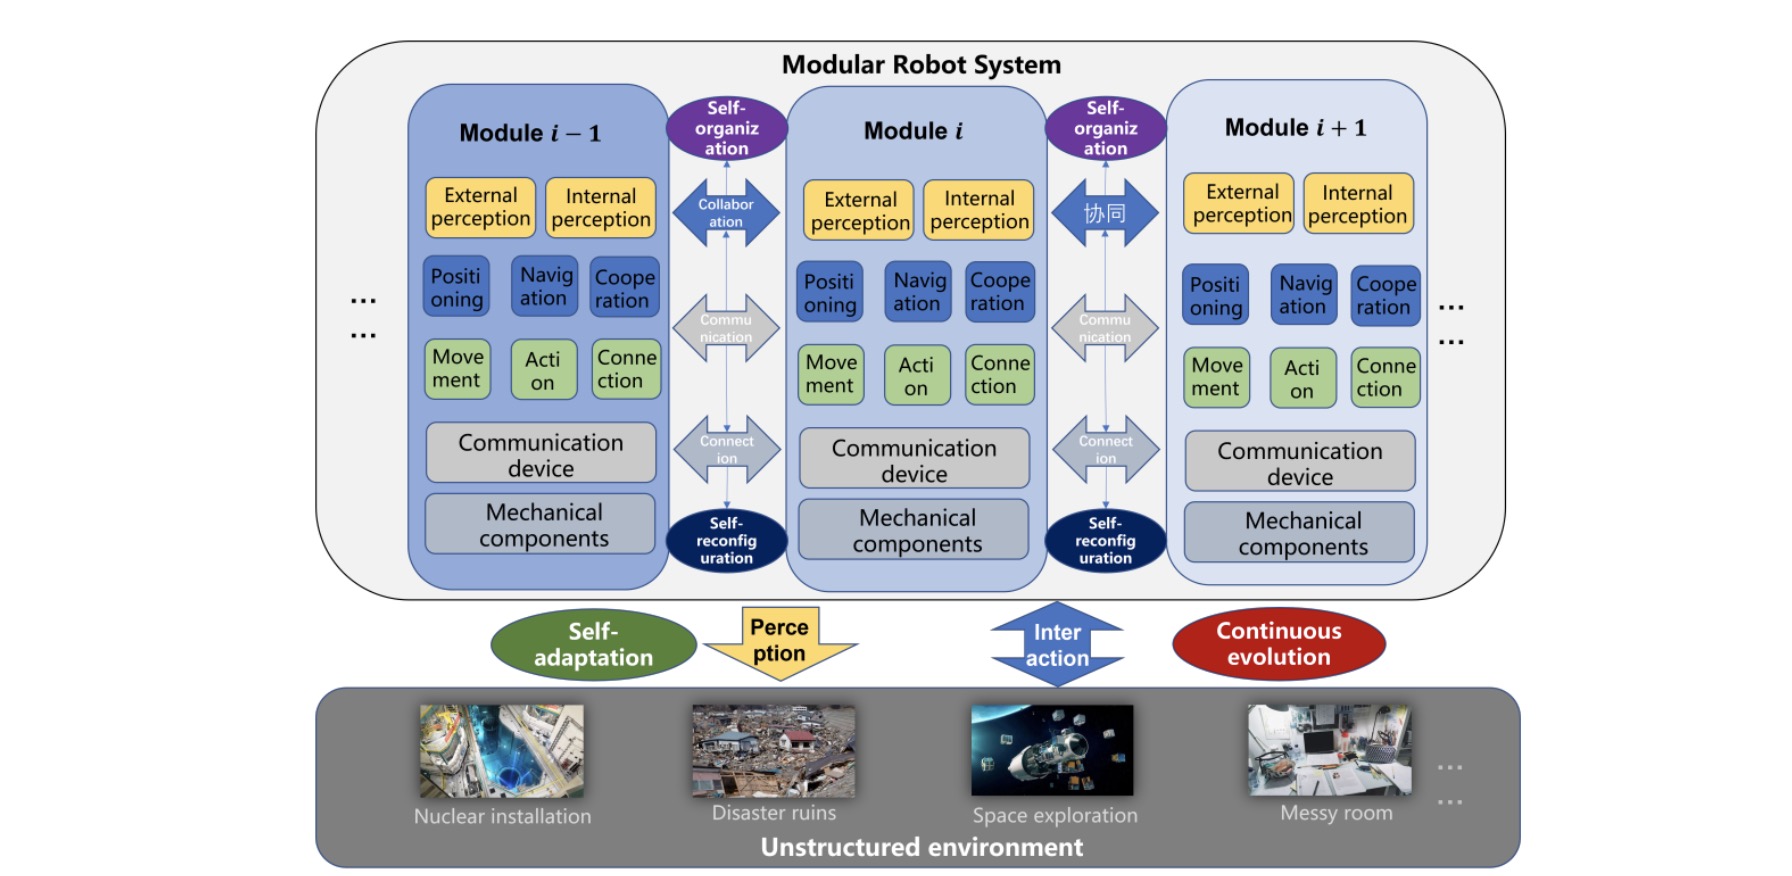 Modular Robot System
Module i − 1
External
perception
Internal
perception
Positi
oning
Navig
ation
Coope
ration
Move
ment
Acti
on
Conne
ction
Communication
device
Mechanical
components
Self-
organiz
ation
Collabor
ation
Commu
nication
Connect
ion
Self-
reconfig
uration
Module i
External
perception
Internal
perception
Positi
oning
Navig
ation
Coope
ration
Move
ment
Acti
on
Conne
ction
Communication
device
Mechanical
components
Self-
organiz
ation
协同
Commu
nication
Connect
ion
Self-
reconfig
uration
Module i + 1
External
perception
Internal
perception
Positi
oning
Navig
ation
Coope
ration
Move
ment
Acti
on
Conne
ction
Communication
device
Mechanical
components
...
...
...
...
Self-
adaptation
Perce
ption
Inter
action
Continuous
evolution
Nuclear installation
Disaster ruins
Space exploration
Messy room
...
...
Unstructured environment